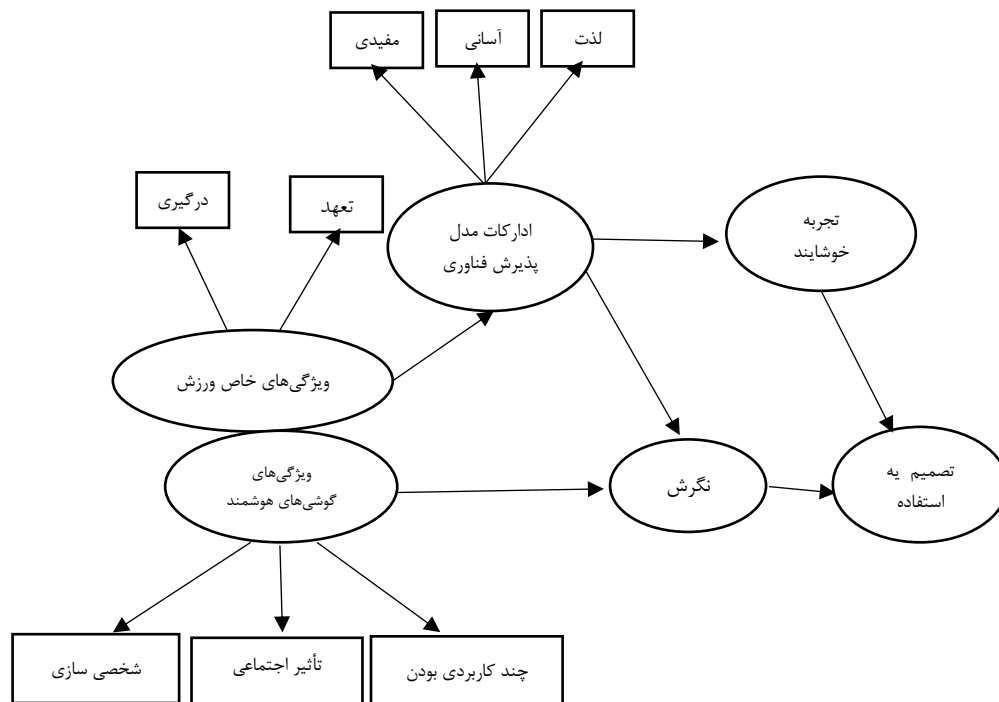 لذت
آسانی
مفیدی
تعهد
درگیری
ادارکات مدل
پذیرش فناوری
تجربه
خوشایند
ویژگی‌های خاص ورزش
ویژگی‌های
گوشی‌های هوشمند
نگرش
تصمیم یه
استفاده
چند کاربردی بودن
تأثیر اجتماعی
شخصی سازی